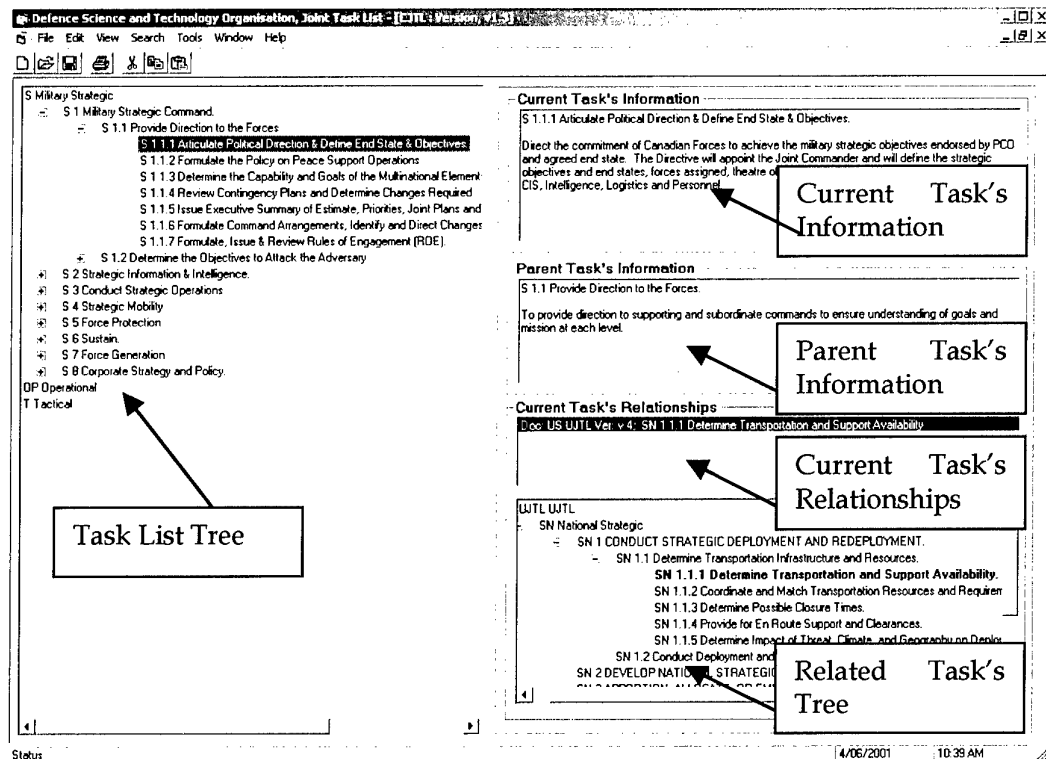 Defence Science and Technology Organisation, Joint Task List - [CJTL : Version: v1-3]
File Edit View Search Tools Window Help
S Military Strategic
S 1 Military Strategic Command.
S 1.1 Provide Direction to the Forces
S 1.1.1 Articulate Political Direction & Define End State & Objectives.
S 1.1.2 Formulate the Policy on Peace Support Operations
S 1.1.3 Determine the Capability and Goals of the Multinational Element
S 1.1.4 Review Contingency Plans and Determine Changes Required
S 1.1.5 Issue Executive Summary of Estimate, Priorities, Joint Plans and
S 1.1.6 Formulate Command Arrangements, Identify and Direct Changes
S 1.1.7 Formulate, Issue & Review Rules of Engagement (ROE).
S 1.2 Determine the Objectives to Attack the Adversary
S 2 Strategic Information & Intelligence.
S 3 Conduct Strategic Operations
S 4 Strategic Mobility
S 5 Force Protection
S 6 Sustain.
S 7 Force Generation
S 8 Corporate Strategy and Policy.
OP Operational
T Tactical
Task List Tree
Current Task's Information
S 1.1.1 Articulate Political Direction & Define End State & Objectives.
Direct the commitment of Canadian Forces to achieve the military strategic objectives endorsed by PCO
and agreed end state. The Directive will appoint the Joint Commander and will define the strategic
objectives and end states, forces assigned, theatre of
CIS, Intelligence, Logistics and Personnel.
Current Task's
Information
Parent Task's Information
S 1.1 Provide Direction to the Forces.
To provide direction to supporting and subordinate commands to ensure understanding of goals and
mission at each level.
Parent Task's
Information
Current Task's Relationships
Doc: US UJTL Ver: v 4: SN 1.1.1 Determine Transportation and Support Availability
Current Task's
Relationships
UJTL UJTL
SN National Strategic
SN 1 CONDUCT STRATEGIC DEPLOYMENT AND REDEPLOYMENT.
SN 1.1 Determine Transportation Infrastructure and Resources.
SN 1.1.1 Determine Transportation and Support Availability.
SN 1.1.2 Coordinate and Match Transportation Resources and Requirem
SN 1.1.3 Determine Possible Closure Times.
SN 1.1.4 Provide for En Route Support and Clearances.
SN 1.1.5 Determine Impact of Threat, Climate, and Geography on Deplo
SN 1.2 Conduct Deployment and
SN 2 DEVELOP NATIONAL STRATEGIC
Related Task's
Tree
Status
4/06/2001
10:39 AM